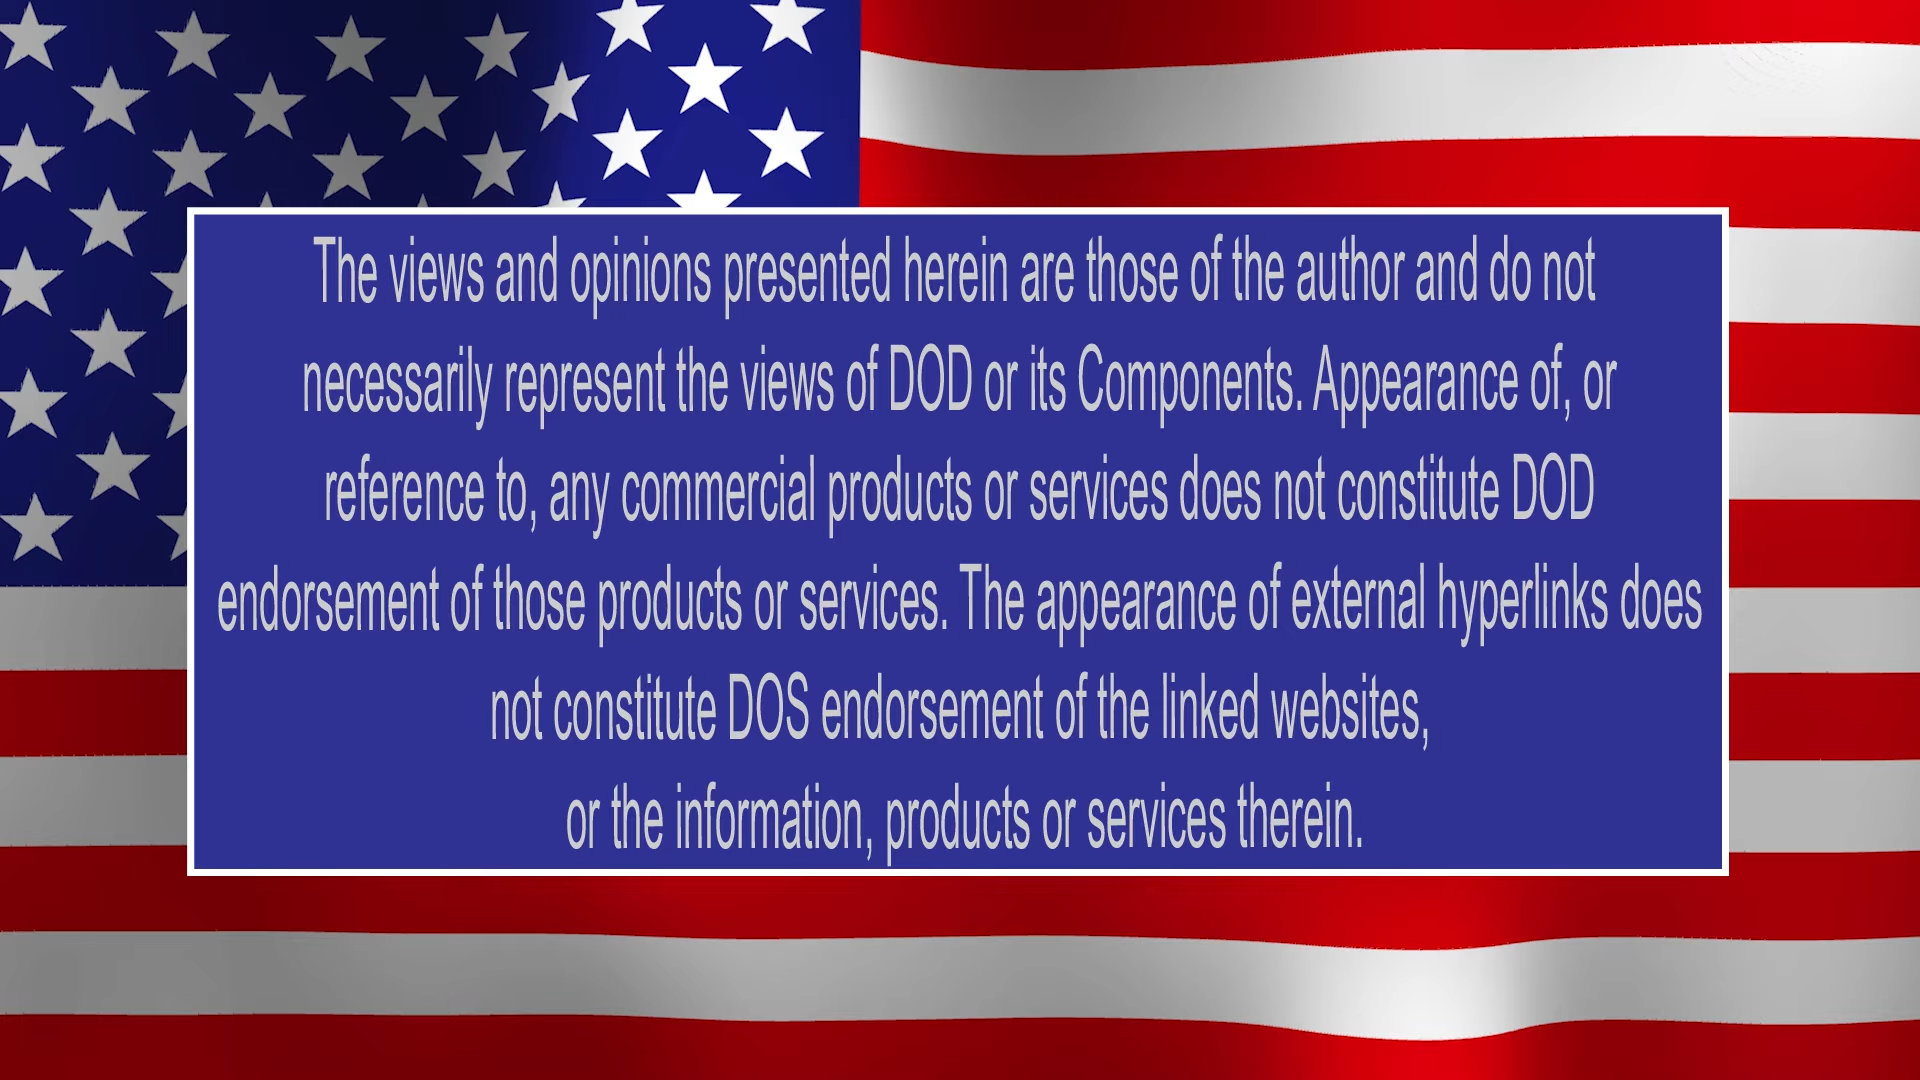 The views and opinions presented herein are those of the author and do not
necessarily represent the views of DOD or its Components. Appearance of, or
reference to, any commercial products or services does not constitute DOD
endorsement of those products or services. The appearance of external hyperlinks does
not constitute DOS endorsement of the linked websites,
or the information, products or services therein.